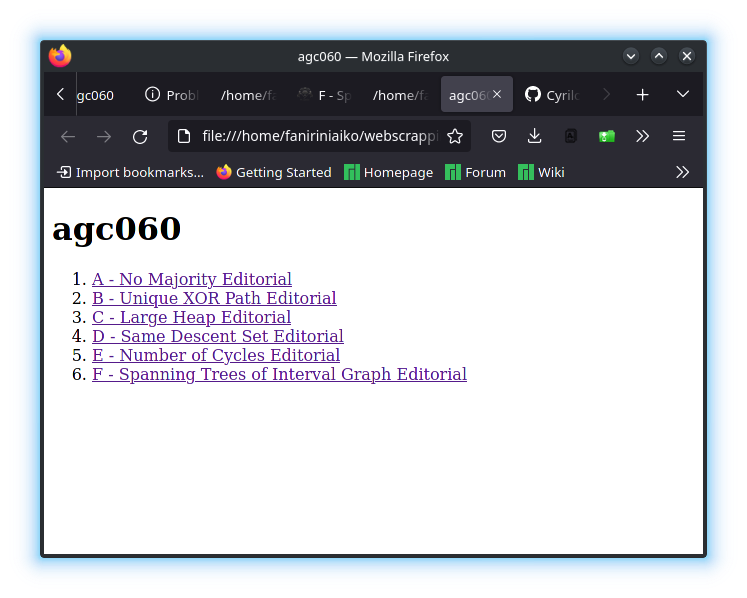 agc060 — Mozilla Firefox
gc060 Probl /home/fa F - Sp /home/fa agc060 Cyril
file:///home/faniriniaiko/webscrappi
Import bookmarks... Getting Started Homepage Forum Wiki
agc060
1. A - No Majority Editorial
2. B - Unique XOR Path Editorial
3. C - Large Heap Editorial
4. D - Same Descent Set Editorial
5. E - Number of Cycles Editorial
6. F - Spanning Trees of Interval Graph Editorial